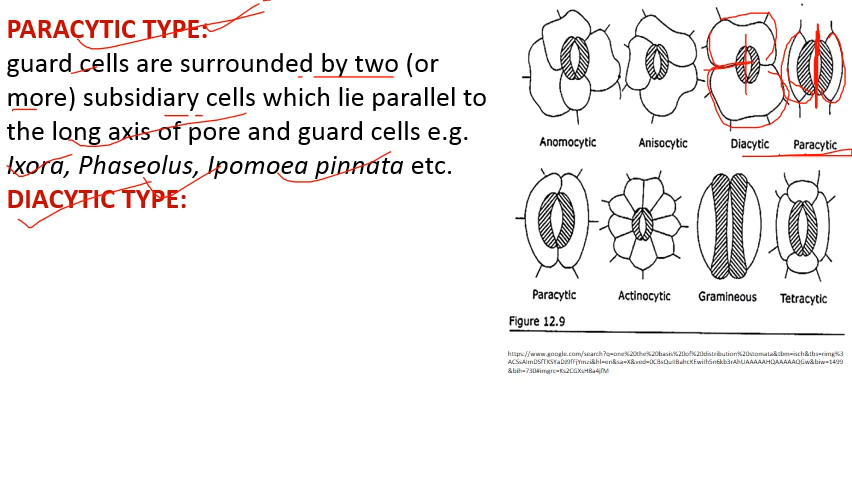 PARACYTIC TYPE:
guard cells are surrounded by two (or
more) subsidiary cells which lie parallel to
the long axis of pore and guard cells e.g.
Ixora, Phaseolus, Ipomoea pinnata etc.
DIACYTIC TYPE:
Anomocytic Anisocytic Diacytic Paracytic
Paracytic Actinocytic Gramineous Tetracytic
Figure 12.9